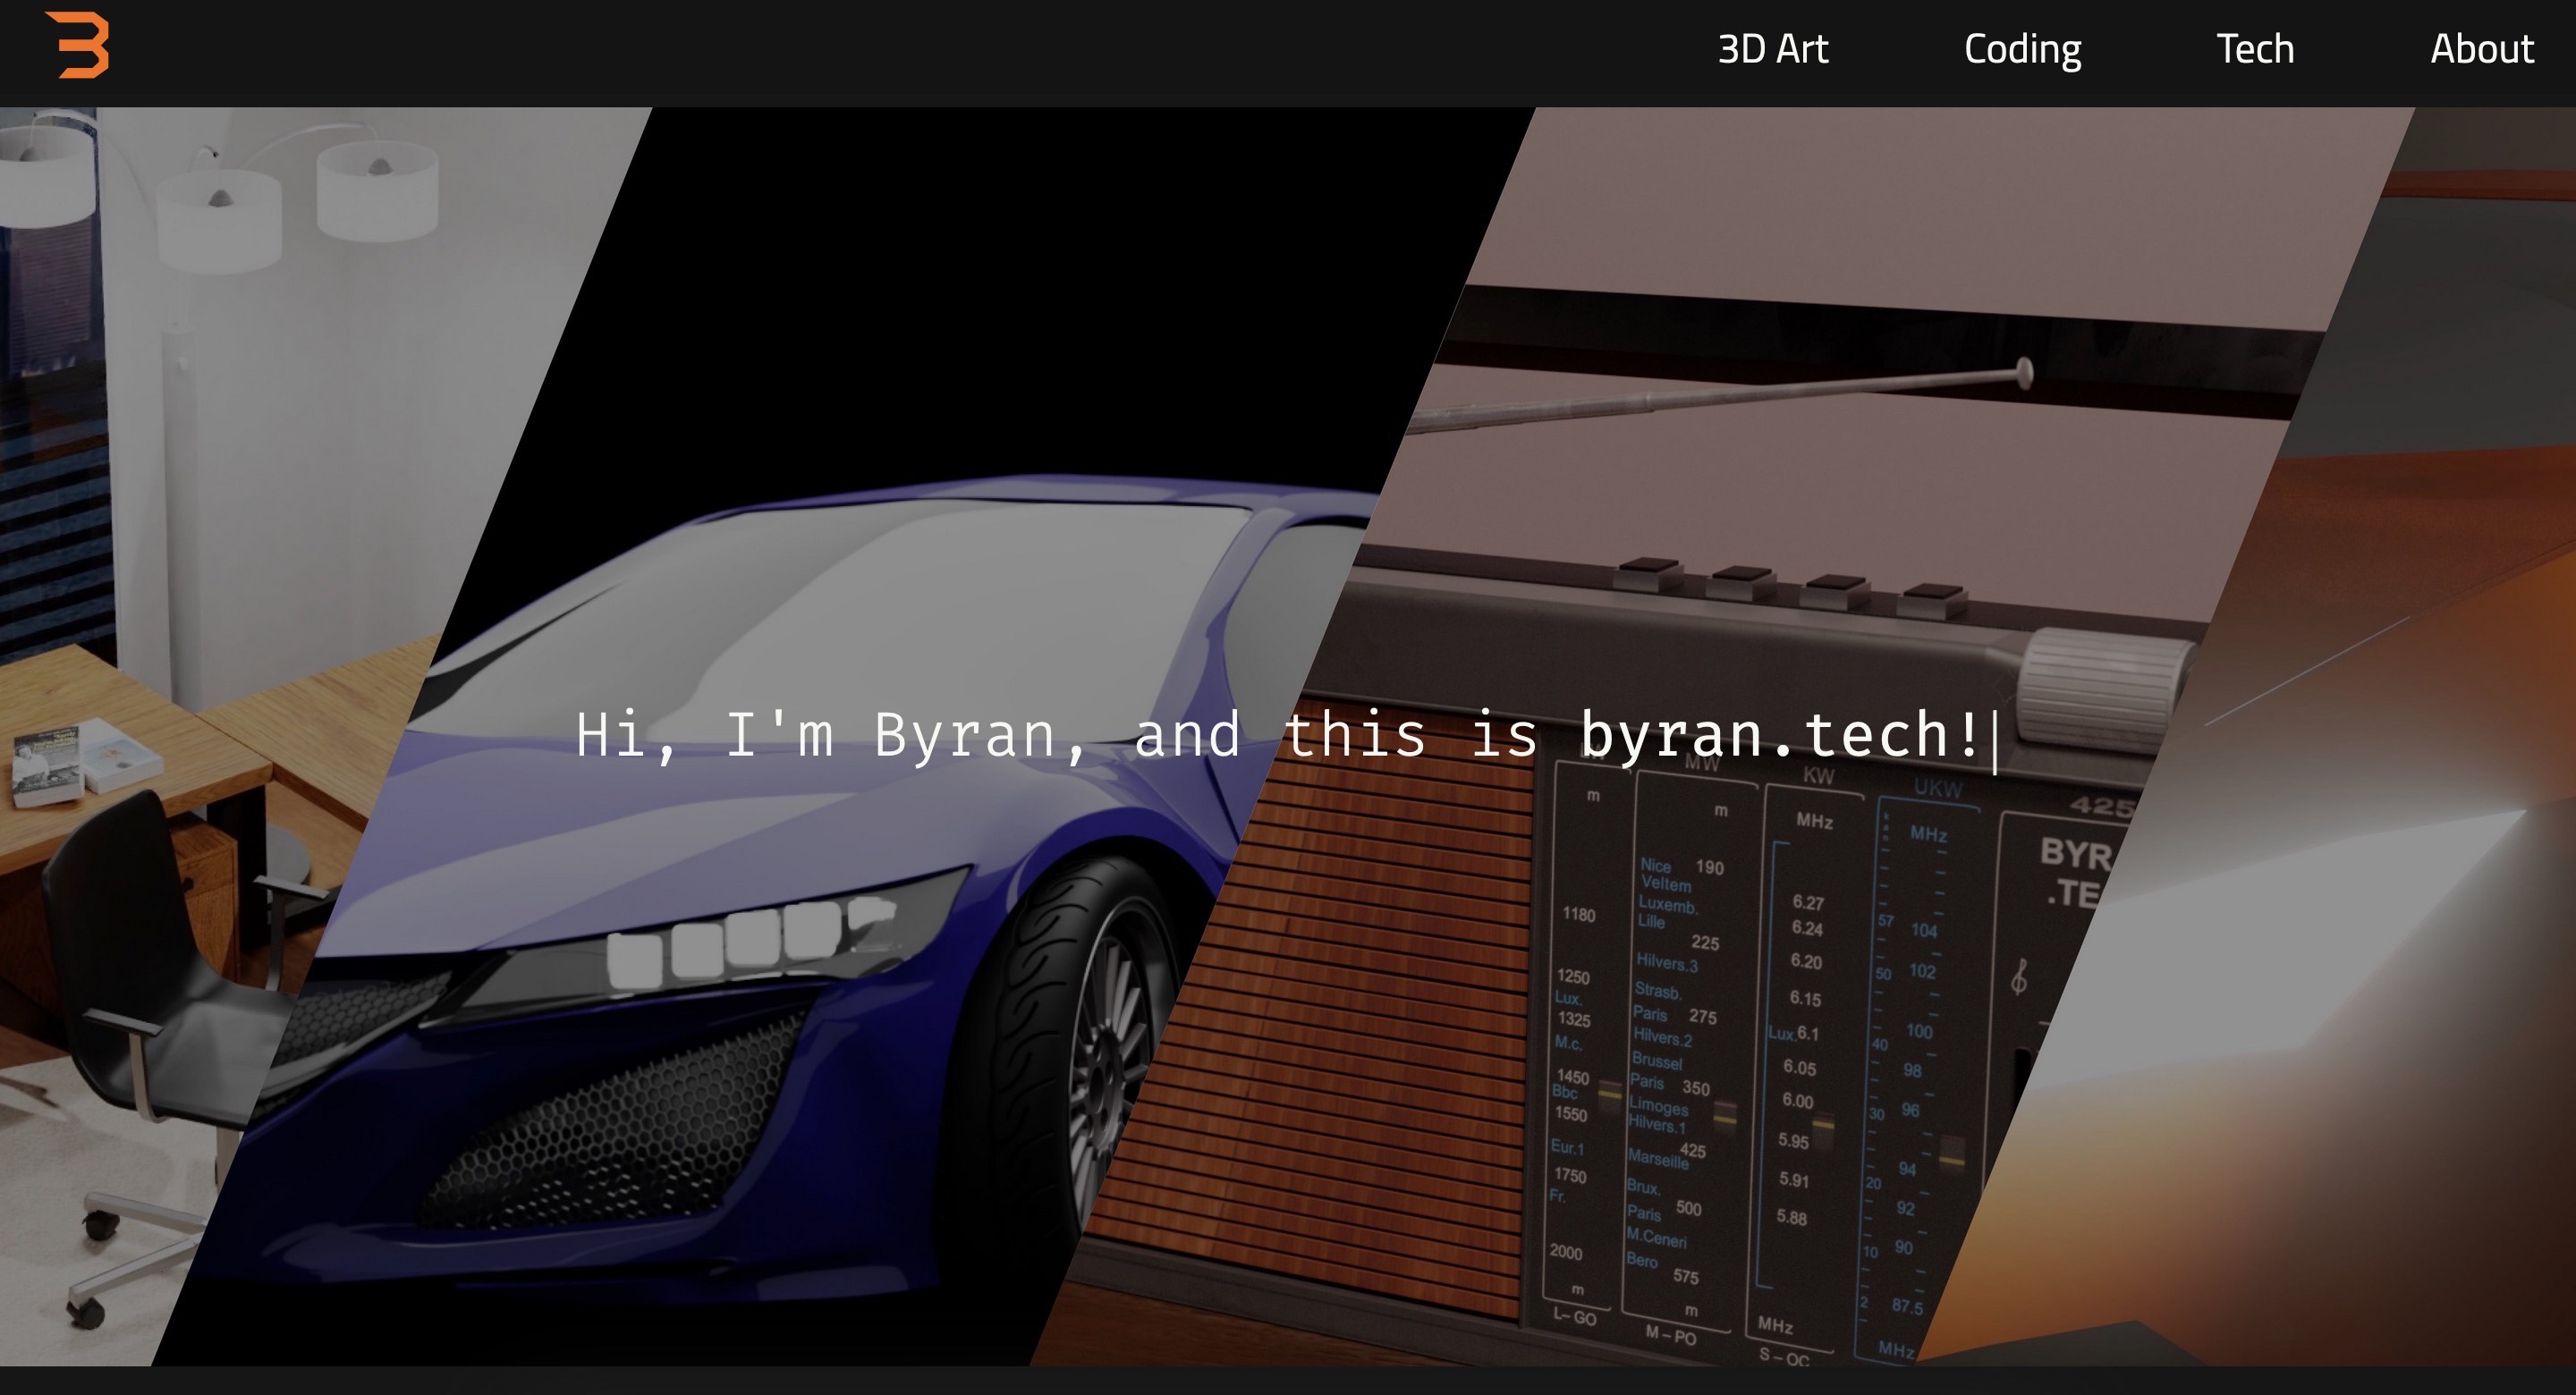 3D Art
Coding
Tech
About
Hi, I'm Byran, and this is byran.tech!
MW
KW
UKW
425
m
m
MHz
MHz
BYR
.TE
Nice 190
Veltem
Luxemb.
Lille
225
Hilvers.3
Strasb.
Paris 275
Hilvers.2
Brussel
Paris 350
Limoges
Hilvers.1
425
Marseille
Brux.
500
Paris
M.Ceneri
Bero
575
m
M–PO
1180
1250
Lux.
1325
M.c.
1450
Bbc
1550
Eur.1
1750
Fr.
2000
m
L–GO
6.27
6.24
6.20
6.15
Lux.6.1
6.05
6.00
5.95
5.91
5.88
MHz
S–OC
57 104
50 102
100
40
98
30 96
94
20
92
90
10
2 87.5
MHz